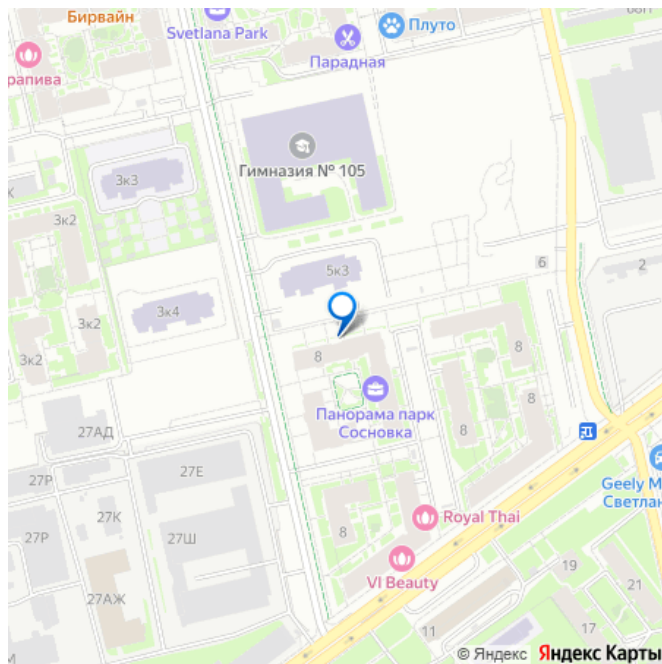 Бирвайн
Svetlana Park
Плуто
Парадная
рапива
Гимназия № 105
3к3
3к2
5к3
6
2
3к4
3к2
3к2
8
8
8
Панорама парк
Сосновка
8
8
27АД
27Е
27Р
Geely М
Светлан
27К
Royal Thai
27Р
27Ш
8
VI Beauty
19
27АЖ
21
11
17
© Яндекс Яндекс Карты